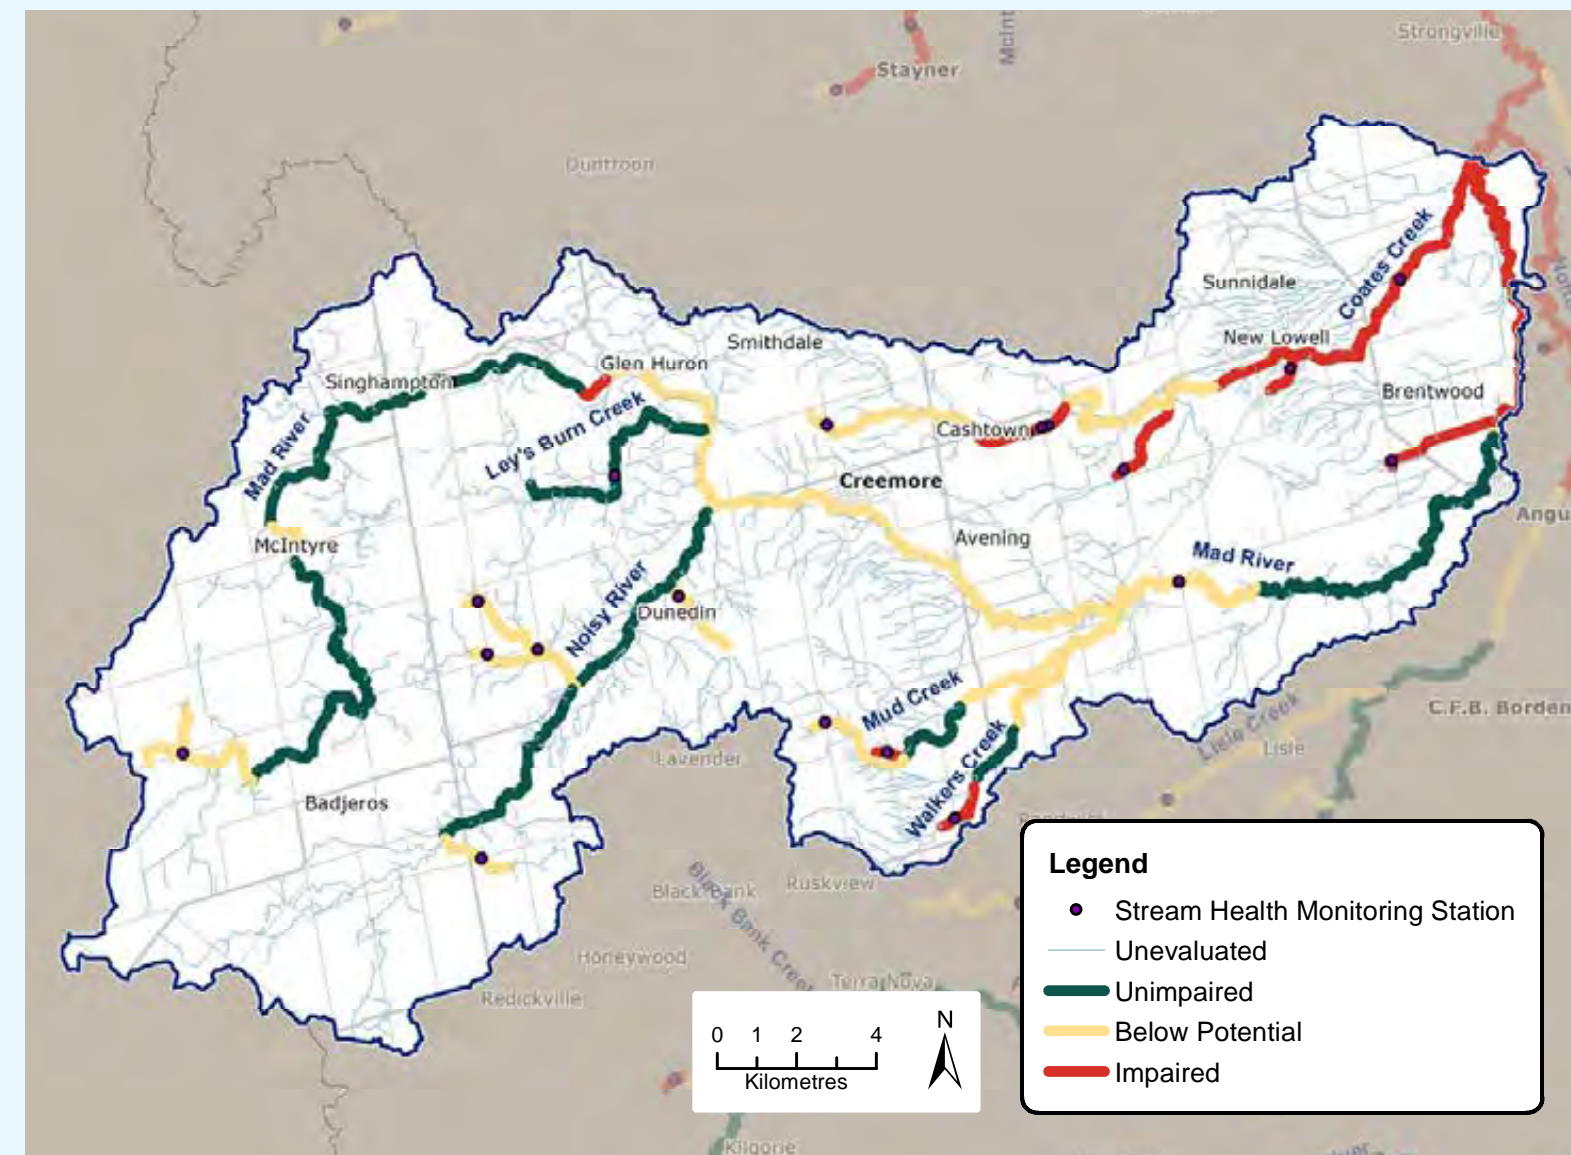 Strongville
Stayner
McInt
Dunttroon
Sunnidale
Coates Creek
New Lowell
Smithdale
Glen Huron
Singhampton
Brentwood
Ley's Burn Creek
Mad River
Cashtown
Creemore
Angu
McIntyre
Avening
Mad River
Noisy River
Dunedin
Mud Creek
Walkers Creek
Lisle Creek
Lisle
C.F.B. Borden
Lavender
Badjeros
Black Bank
Ruskview
Black Bank Creek
Honeywood
Terra Nova
Redickville
Kilgorie
0 1 2 4
Kilometres
N
Legend
Stream Health Monitoring Station
Unevaluated
Unimpaired
Below Potential
Impaired